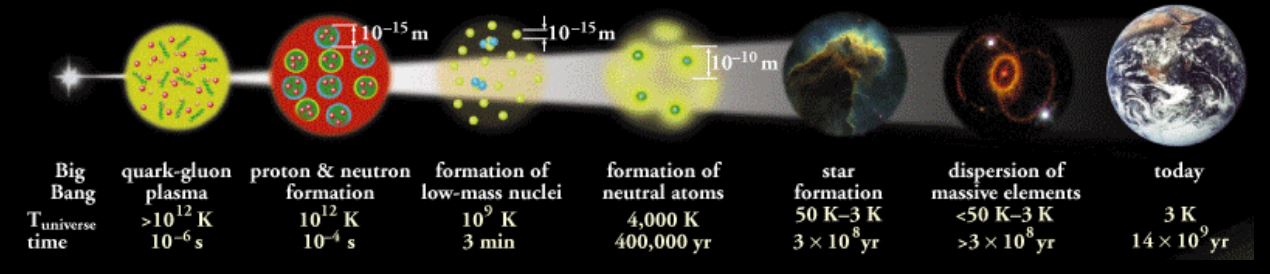 10⁻¹⁵ m
10⁻¹⁵ m
10⁻¹⁰ m
Big Bang
quark-gluon plasma
proton & neutron formation
formation of low-mass nuclei
formation of neutral atoms
star formation
dispersion of massive elements
today
T universe >10¹² K 10¹² K 10⁹ K 4,000 K 50 K–3 K <50 K–3 K 3 K
time 10⁻⁶ s 10⁻⁴ s 3 min 400,000 yr 3 × 10⁸ yr >3 × 10⁸ yr 14 × 10⁹ yr